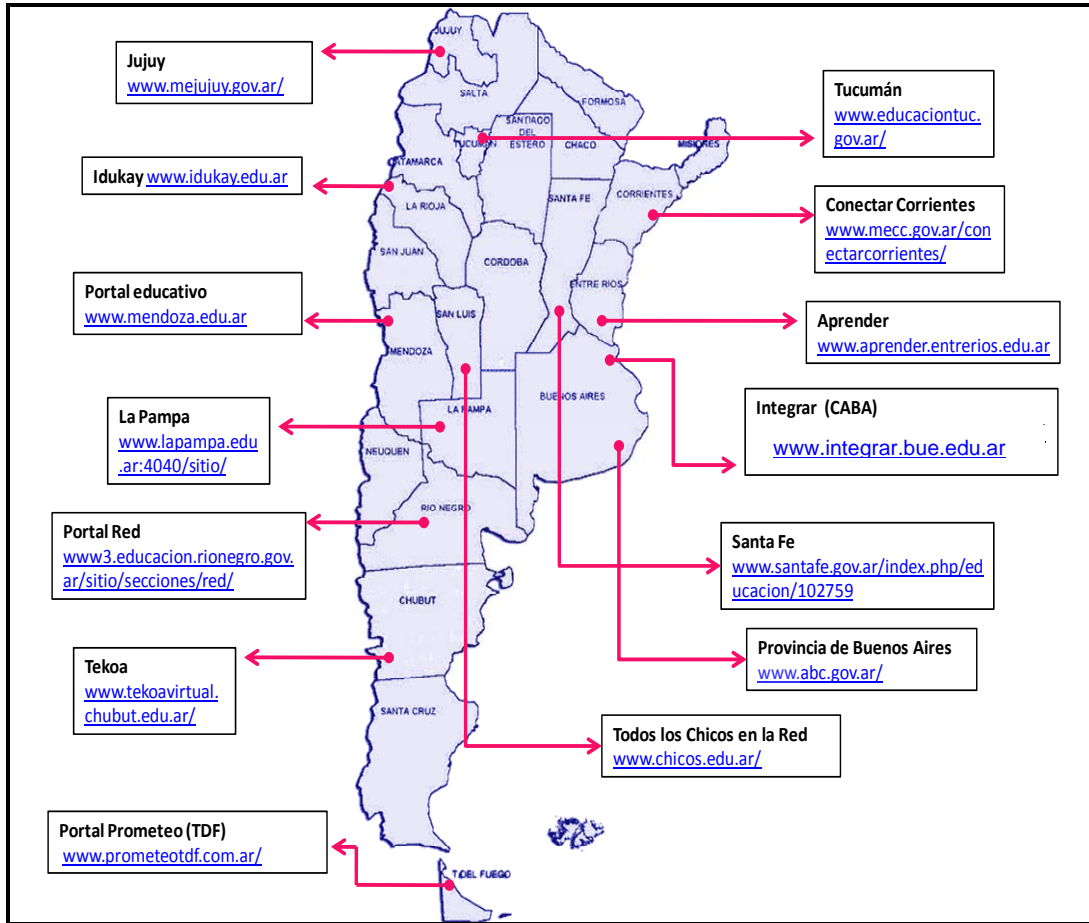 Jujuy
www.mejujuy.gov.ar/
Idukay www.idukay.edu.ar
Portal educativo
www.mendoza.edu.ar
La Pampa
www.lapampa.edu
.ar:4040/sitio/
Portal Red
www3.educacion.rionegro.gov.
ar/sitio/secciones/red/
Tekoa
www.tekoavirtual.
chubut.edu.ar/
Portal Prometeo (TDF)
www.prometeotdf.com.ar/
JUJUY
SALTA
FORMOSA
SANTIAGO
DEL
ESTERO
TUCUMÁN
CHACO
MISIONES
CATAMARCA
SANTA FE
CORRIENTES
LA RIOJA
SAN JUAN
CORDOBA
ENTRE RIOS
SAN LUIS
MENDOZA
BUENOS AIRES
LA PAMPA
NEUQUEN
RIO NEGRO
CHUBUT
SANTA CRUZ
T. DEL FUEGO
Tucumán
www.educaciontuc.
gov.ar/
Conectar Corrientes
www.mecc.gov.ar/con
ectarcorrientes/
Aprender
www.aprender.entrerios.edu.ar
Integrar (CABA)
www.integrar.bue.edu.ar
Santa Fe
www.santafe.gov.ar/index.php/ed
ucacion/102759
Provincia de Buenos Aires
www.abc.gov.ar/
Todos los Chicos en la Red
www.chicos.edu.ar/